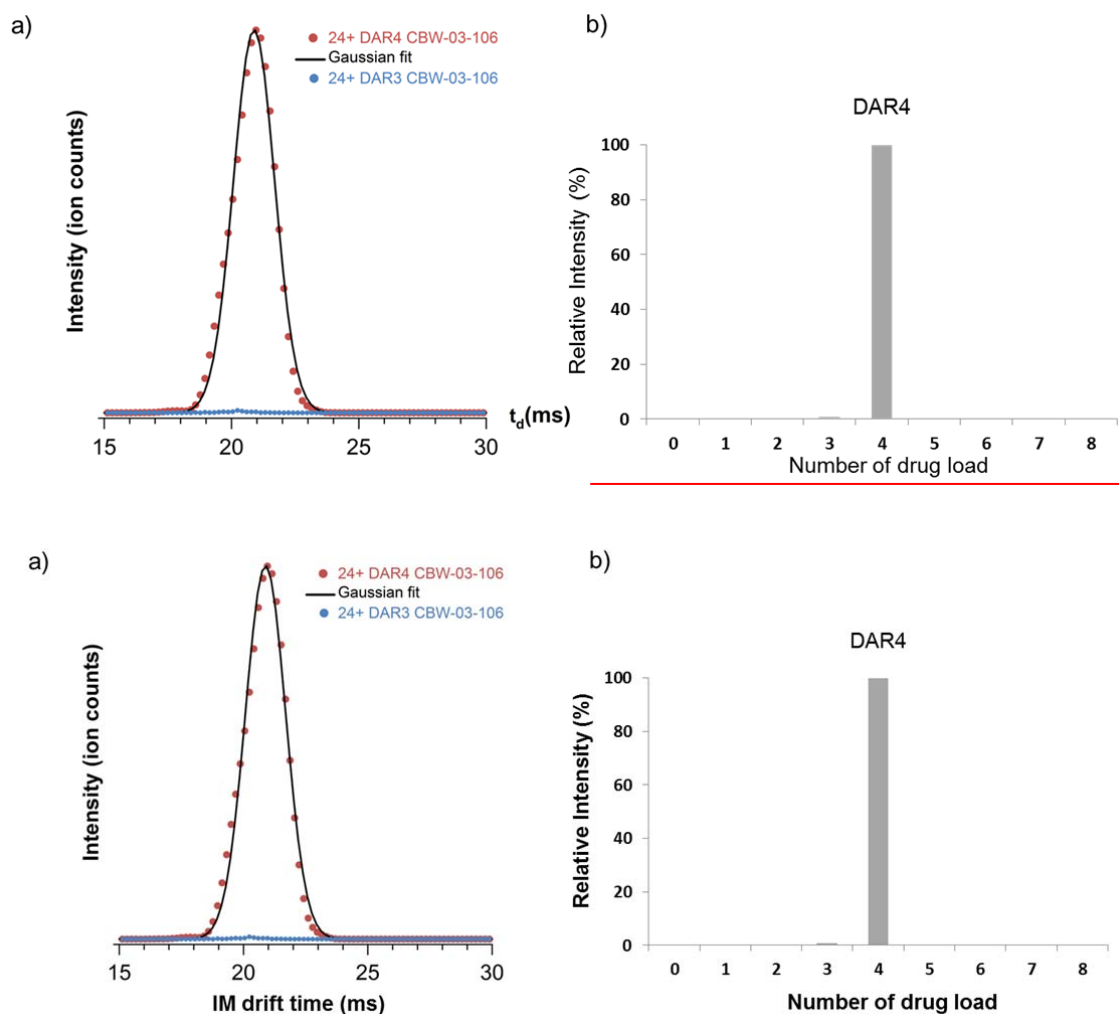 a)
24+ DAR4 CBW-03-106
Gaussian fit
24+ DAR3 CBW-03-106
Intensity (ion counts)
15 20 25 30
t_d(ms)
b)
DAR4
Relative Intensity (%)
100
80
60
40
20
0
0 1 2 3 4 5 6 7 8
Number of drug load
a)
24+ DAR4 CBW-03-106
Gaussian fit
24+ DAR3 CBW-03-106
Intensity (ion counts)
15 20 25 30
IM drift time (ms)
b)
DAR4
Relative Intensity (%)
100
80
60
40
20
0
0 1 2 3 4 5 6 7 8
Number of drug load